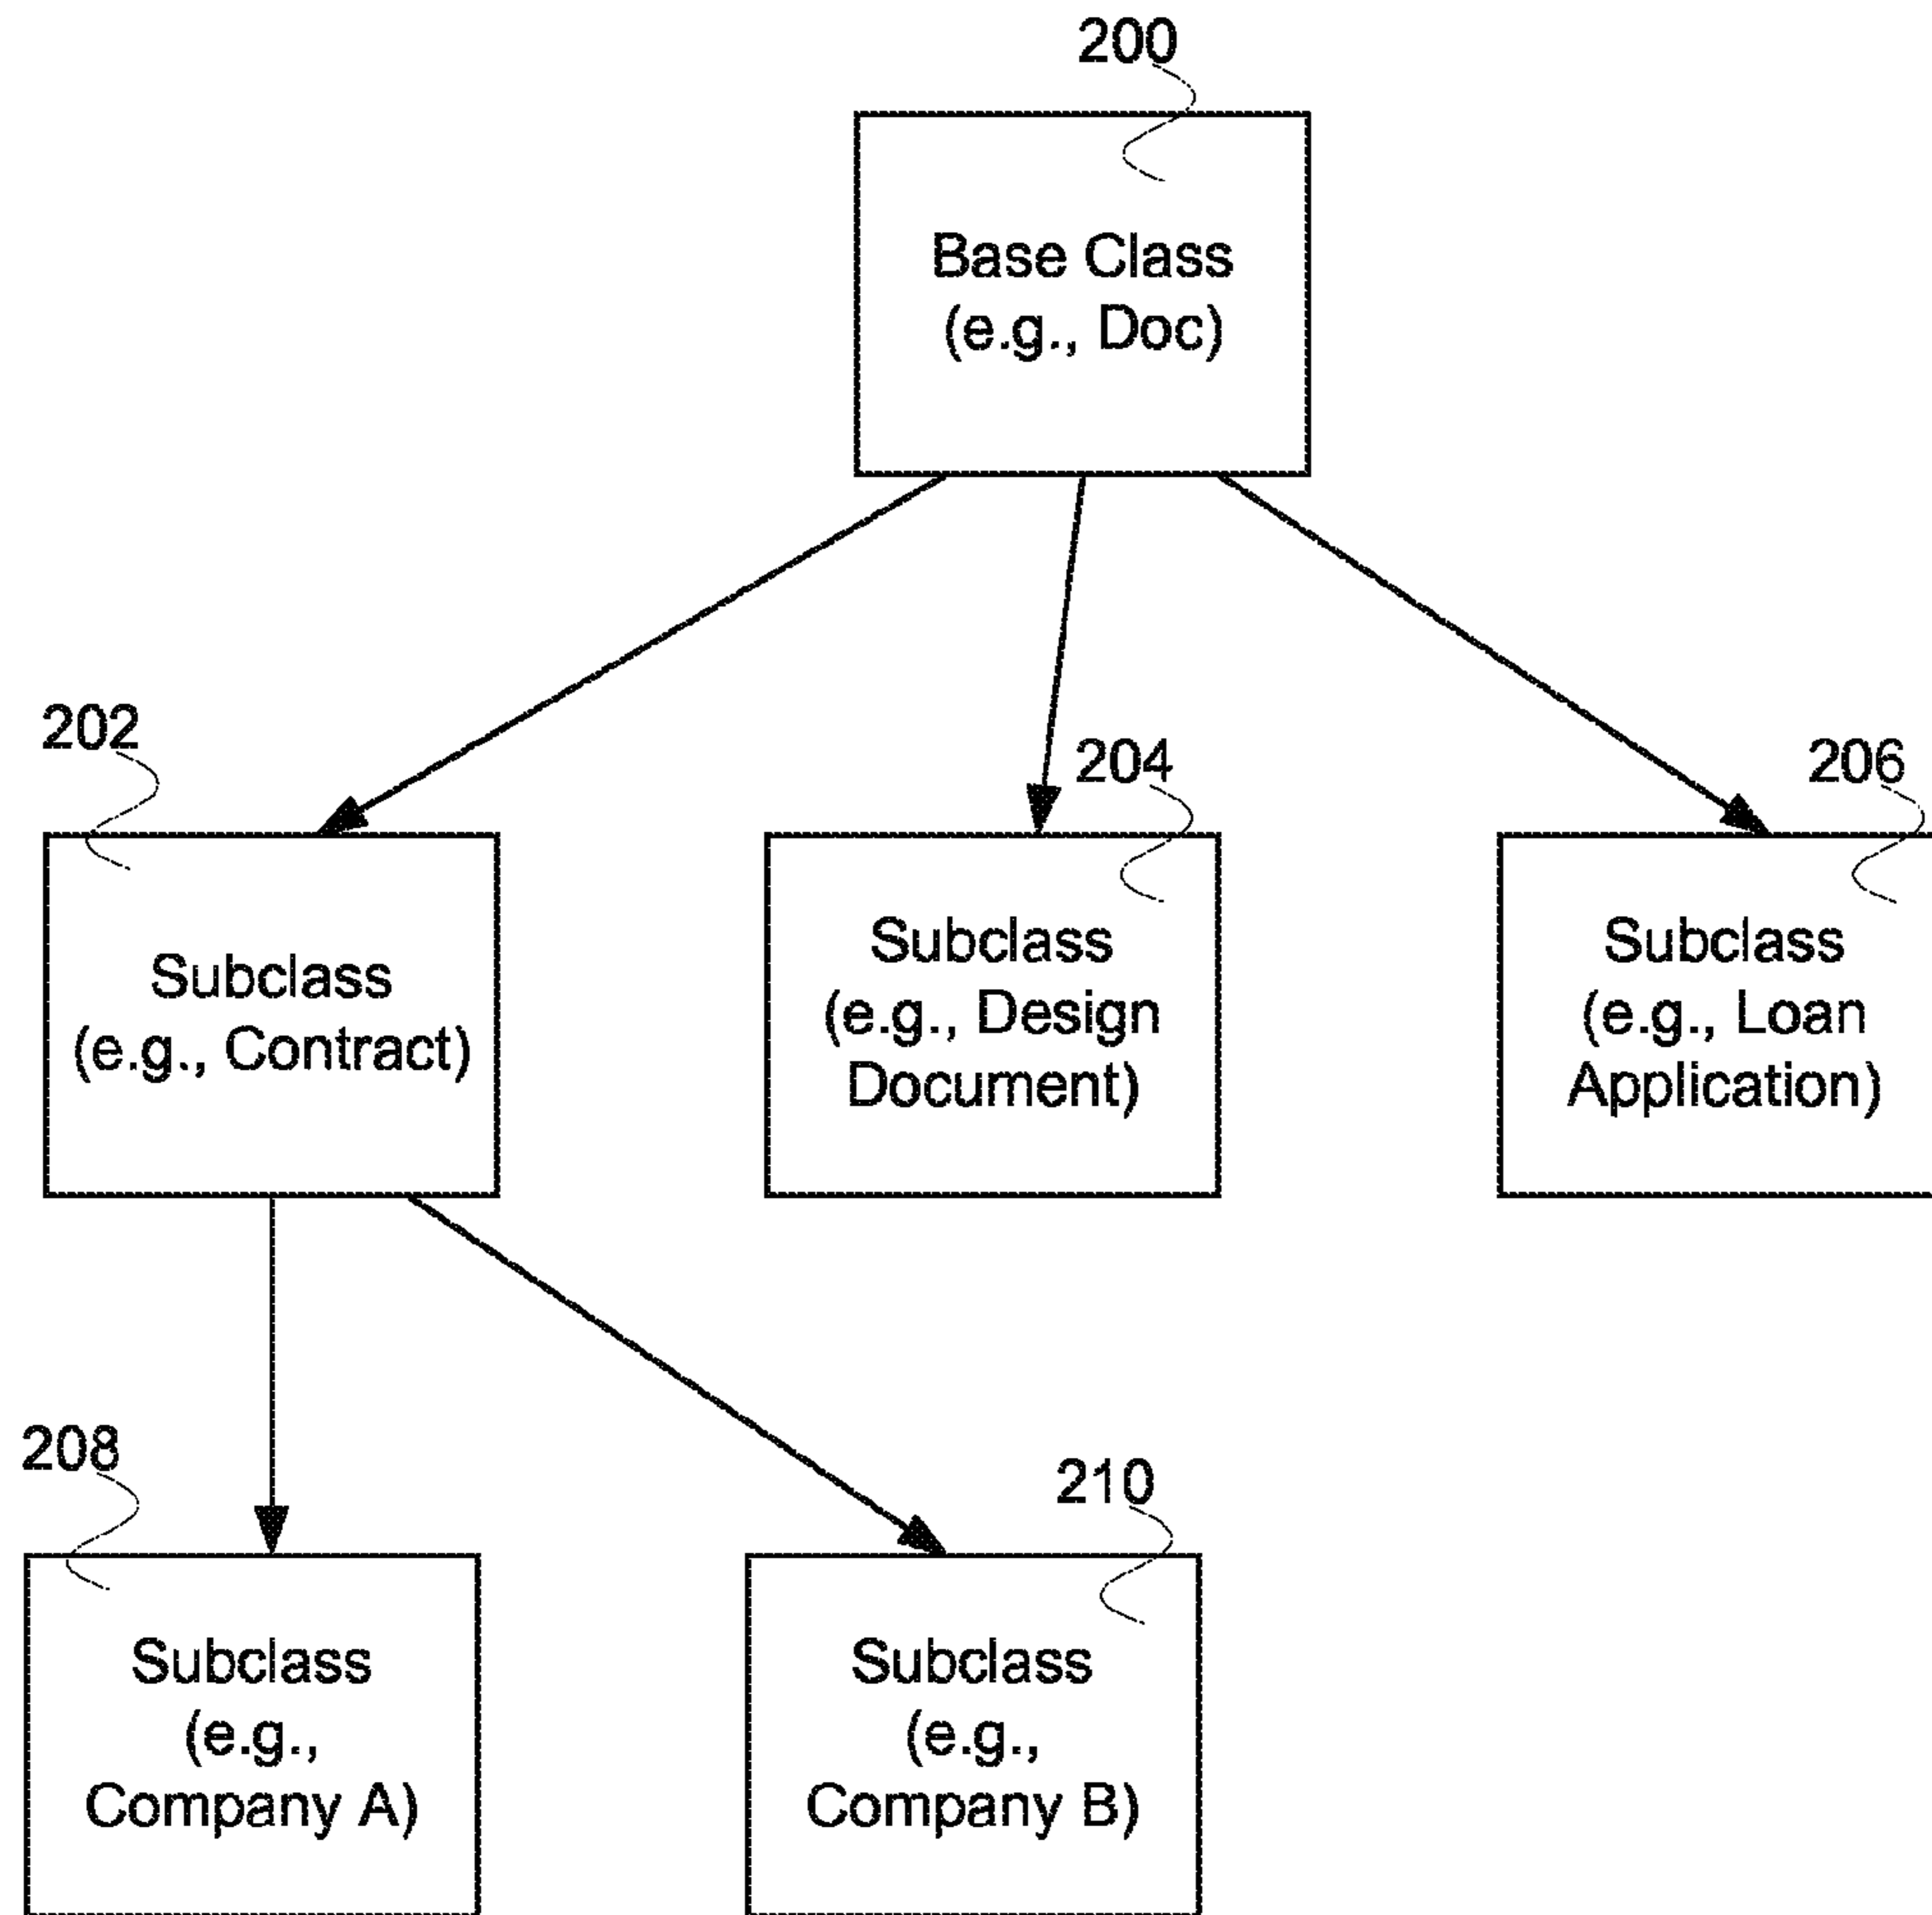 200
Base Class
(e.g., Doc)
202
204
206
Subclass
(e.g., Contract)
Subclass
(e.g., Design
Document)
Subclass
(e.g., Loan
Application)
208
210
Subclass
(e.g.,
Company A)
Subclass
(e.g.,
Company B)